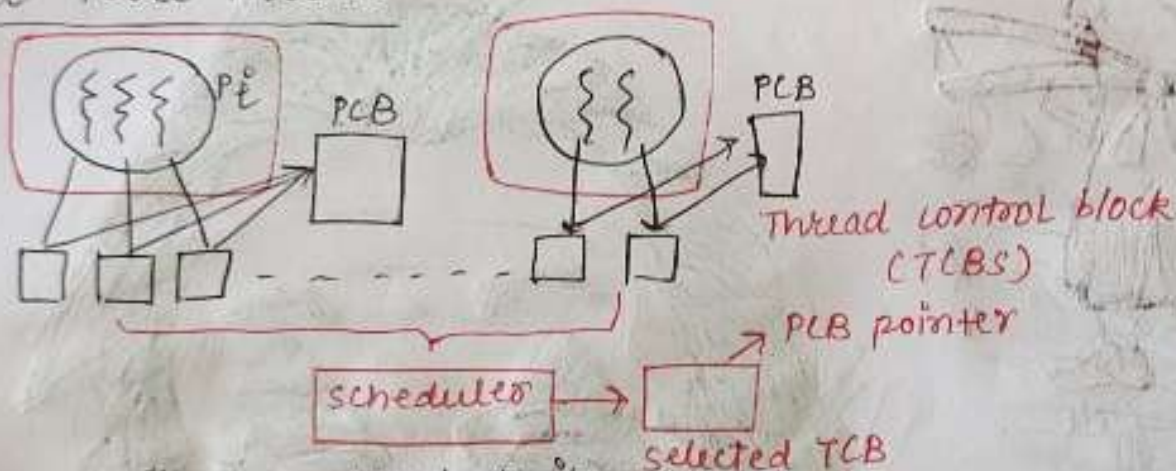 Pi
PCB
PCB
Thread control block
(TCBS)
PCB pointer
scheduler
selected TCB